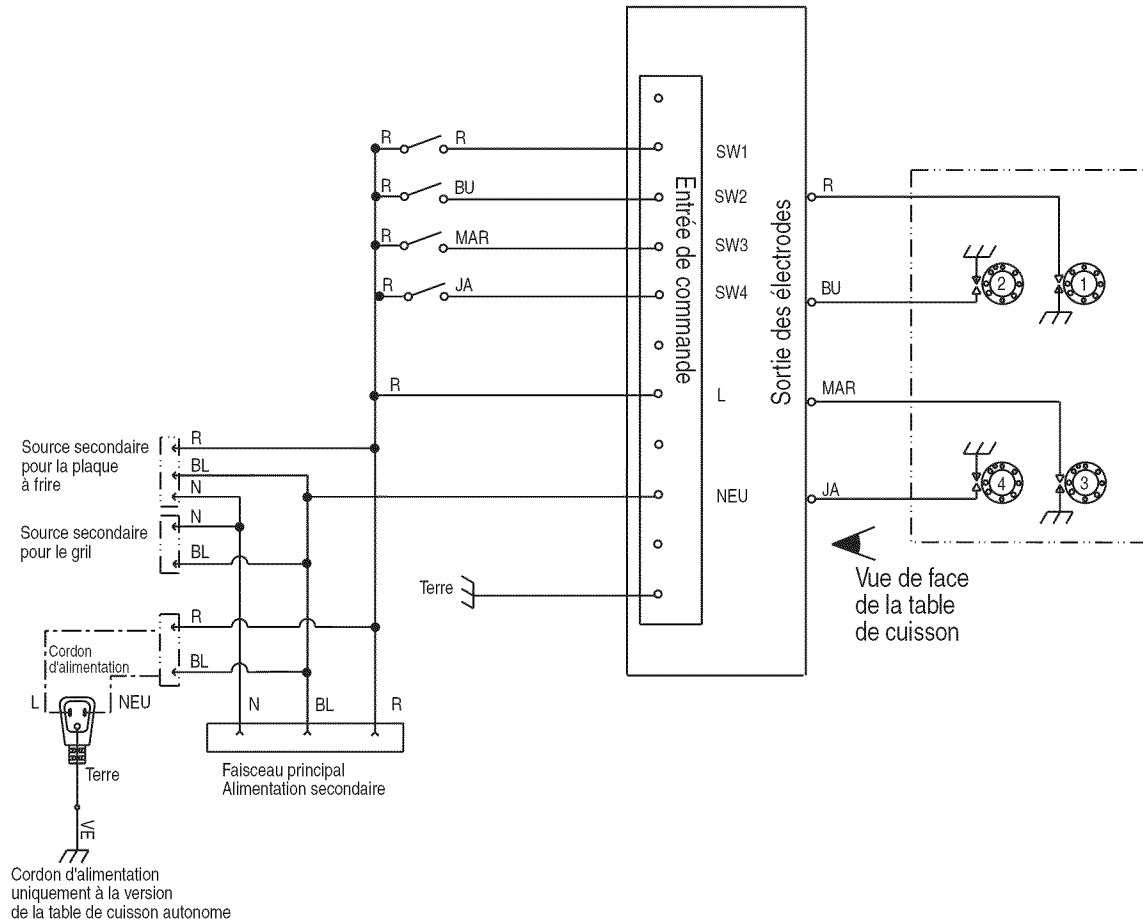 R
R
SW1
R
BU
SW2
R
R
MAR
SW3
R
JA
SW4
BU
2
1
Entrée de commande
Sortie des électrodes
R
L
MAR
Source secondaire
pour la plaque
à frire
R
BL
N
NEU
JA
4
3
Source secondaire
pour le gril
N
BL
Terre
Vue de face
de la table
de cuisson
R
Cordon
d'alimentation
BL
L
NEU
N
BL
R
Terre
Faisceau principal
Alimentation secondaire
VE
Cordon d'alimentation
uniquement à la version
de la table de cuisson autonome